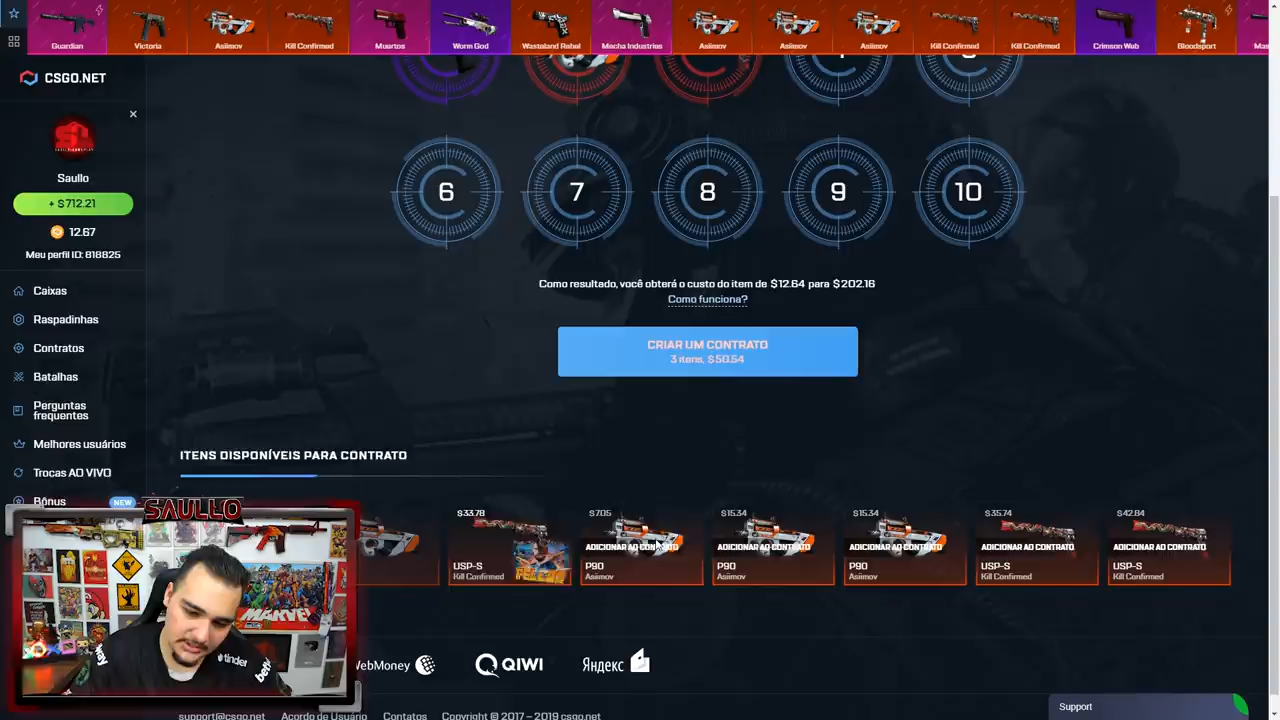 Guardian
Victoria
Asiimov
Kill Confirmed
Muertos
Worm God
Wasteland Rebel
Mecha Industries
Asiimov
Asiimov
Asiimov
Kill Confirmed
Kill Confirmed
Crimson Web
Bloodsport
CSGO.NET
Saullo
+ $712.21
12.67
Meu perfil ID: 818825
Caixas
Raspadinhas
Contratos
Batalhas
Perguntas
frequentes
Melhores usuários
Trocas AO VIVO
Bônus
NEW
6
7
8
9
10
Como resultado, você obterá o custo do item de $12.64 para $202.16
Como funciona?
CRIAR UM CONTRATO
3 itens, $50.54
ITENS DISPONÍVEIS PARA CONTRATO
$33.78
USP-S
Kill Confirmed
$7.05
ADICIONAR AO CONTRATO
P90
Asiimov
$15.34
ADICIONAR AO CONTRATO
P90
Asiimov
$15.34
ADICIONAR AO CONTRATO
P90
Asiimov
$35.74
ADICIONAR AO CONTRATO
USP-S
Kill Confirmed
$42.84
ADICIONAR AO CONTRATO
USP-S
Kill Confirmed
SAULLO
MARVEL
tinder
WebMoney
QIWI
Яндекс
support@csgo.net
Acordo de Usuário
Contatos
Copyright © 2017 – 2019 csgo.net
Support